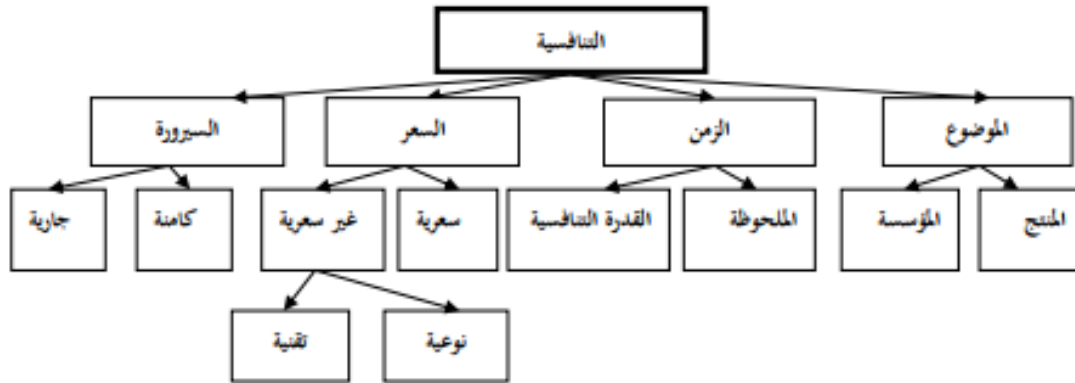 التنافسية
الموضوع
الزمن
السعر
السيرورة
المنتج
المؤسسة
الملحوظة
القدرة التنافسية
سعرية
غير سعرية
كامنة
جارية
نوعية
تقنية